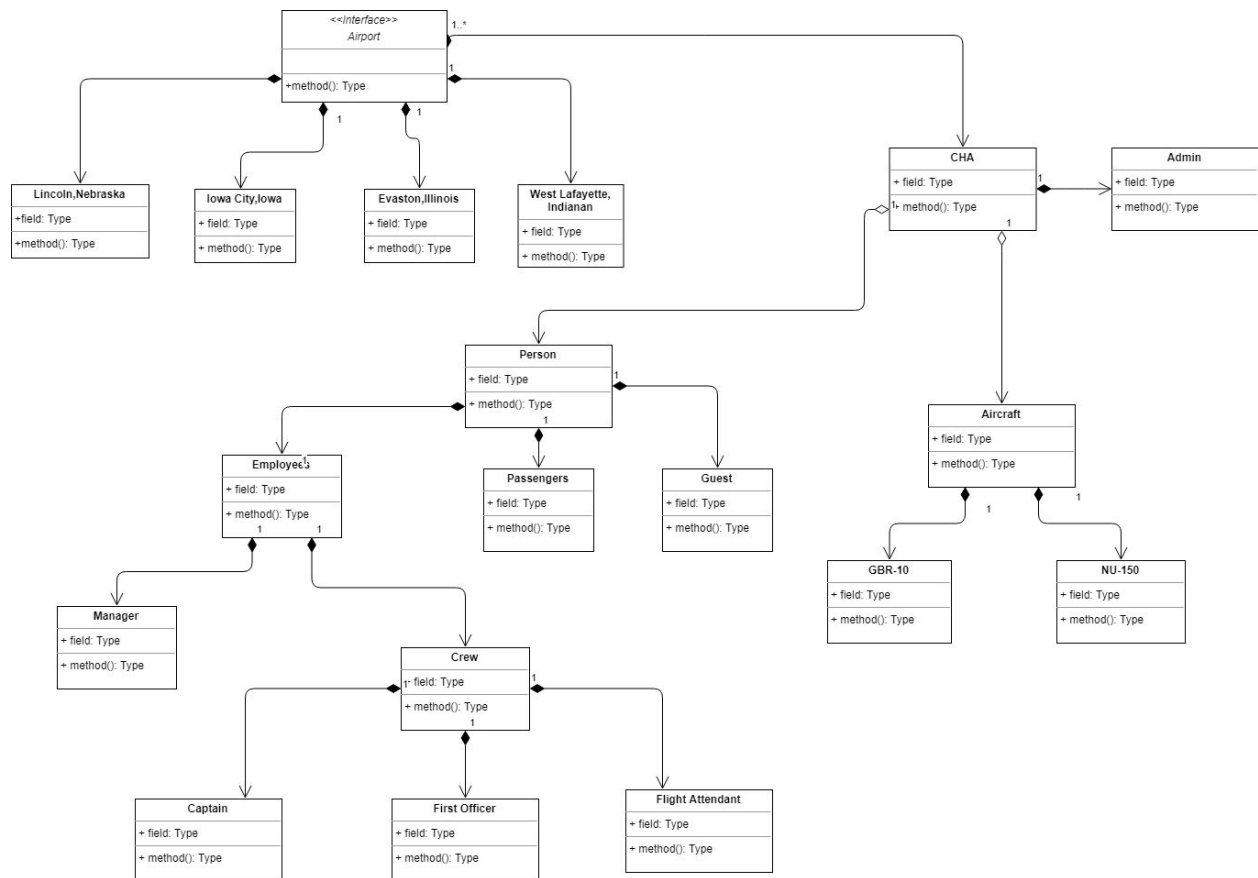 <<Interface>>
Airport
+method(): Type
1..*
1
1
1
Lincoln,Nebraska
+field: Type
+method(): Type
Iowa City,Iowa
+ field: Type
+ method(): Type
Evaston,Illinois
+ field: Type
+ method(): Type
West Lafayette,
Indianan
+ field: Type
+ method(): Type
CHA
+ field: Type
+ method(): Type
1
1
1
Admin
+ field: Type
+ method(): Type
Person
+ field: Type
+ method(): Type
1
1
Employees
1
+ field: Type
+ method(): Type
1
1
Passengers
+ field: Type
+ method(): Type
Guest
+ field: Type
+ method(): Type
Aircraft
+ field: Type
+ method(): Type
1
1
GBR-10
+ field: Type
+ method(): Type
NU-150
+ field: Type
+ method(): Type
Manager
+ field: Type
+ method(): Type
Crew
+ field: Type
+ method(): Type
1
1
1
Captain
+ field: Type
+ method(): Type
First Officer
+ field: Type
+ method(): Type
Flight Attendant
+ field: Type
+ method(): Type